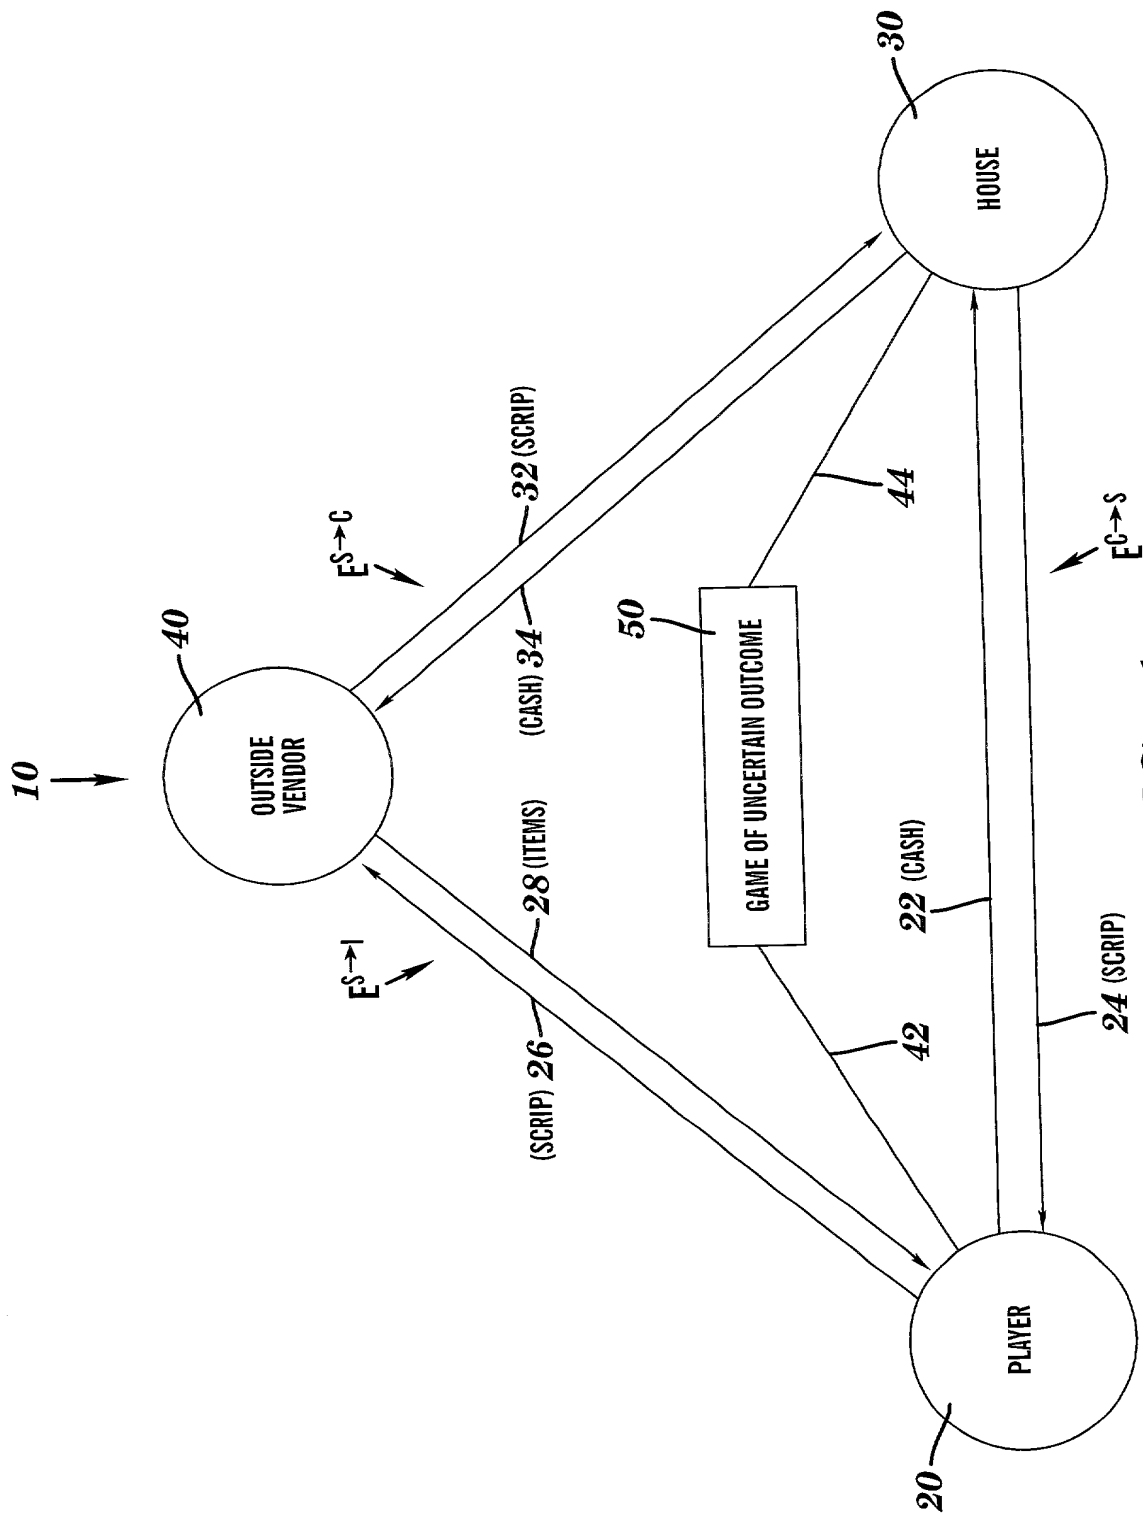 10
40
OUTSIDE
VENDOR
E^S→I
E^S→C
(SCRIP) 26
28 (ITEMS)
(CASH) 34
32 (SCRIP)
50
GAME OF UNCERTAIN OUTCOME
42
44
30
HOUSE
22 (CASH)
20
PLAYER
24 (SCRIP)
E^C→S